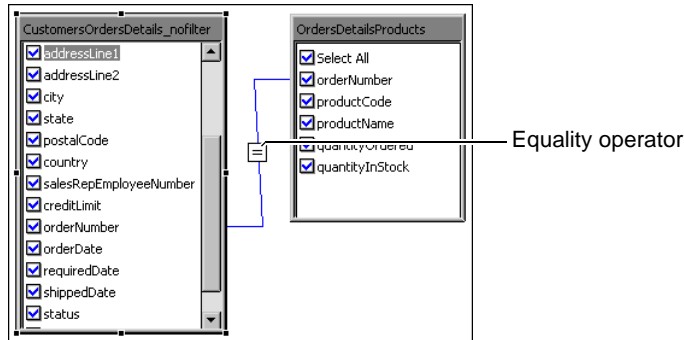 CustomersOrdersDetails_nofilter
addressLine1
addressLine2
city
state
postalCode
country
salesRepEmployeeNumber
creditLimit
orderNumber
orderDate
requiredDate
shippedDate
status
OrdersDetailsProducts
Select All
orderNumber
productCode
productName
quantityOrdered
quantityInStock
Equality operator